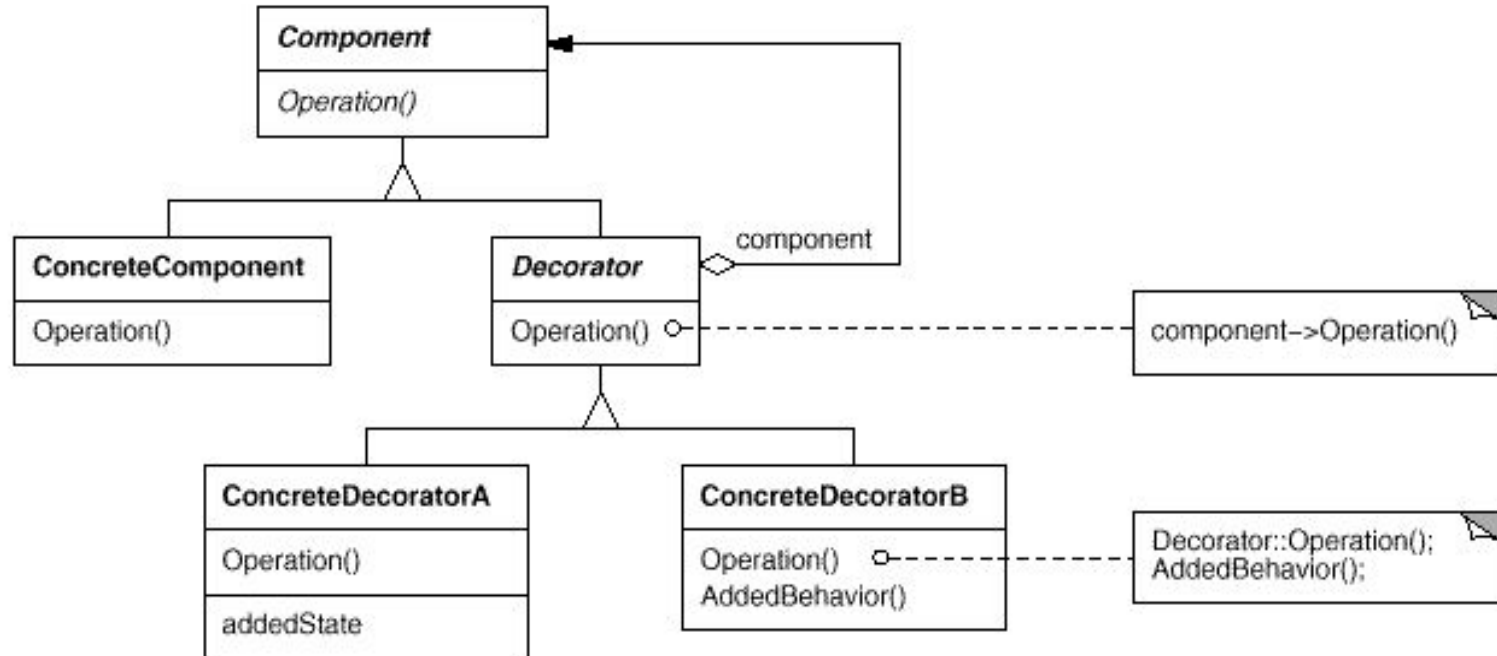 Component
Operation()
component
ConcreteComponent
Operation()
Decorator
Operation()
component–>Operation()
ConcreteDecoratorA
Operation()
addedState
ConcreteDecoratorB
Operation()
AddedBehavior()
Decorator::Operation();
AddedBehavior();